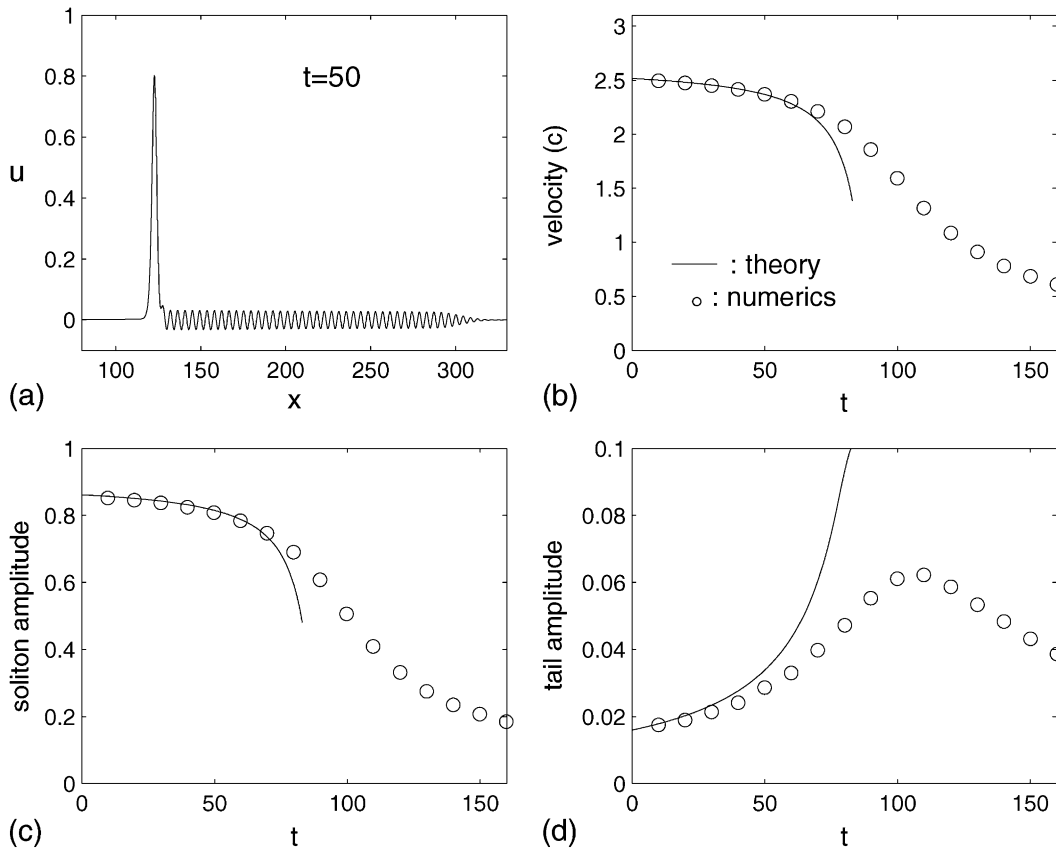 1
0.8
0.6
0.4
0.2
0
u
t=50
100 150 200 250 300
x
(a)
3
2.5
2
1.5
1
0.5
0
velocity (c)
: theory
: numerics
0 50 100 150
t
(b)
1
0.8
0.6
0.4
0.2
0
soliton amplitude
0 50 100 150
t
(c)
0.1
0.08
0.06
0.04
0.02
0
tail amplitude
0 50 100 150
t
(d)